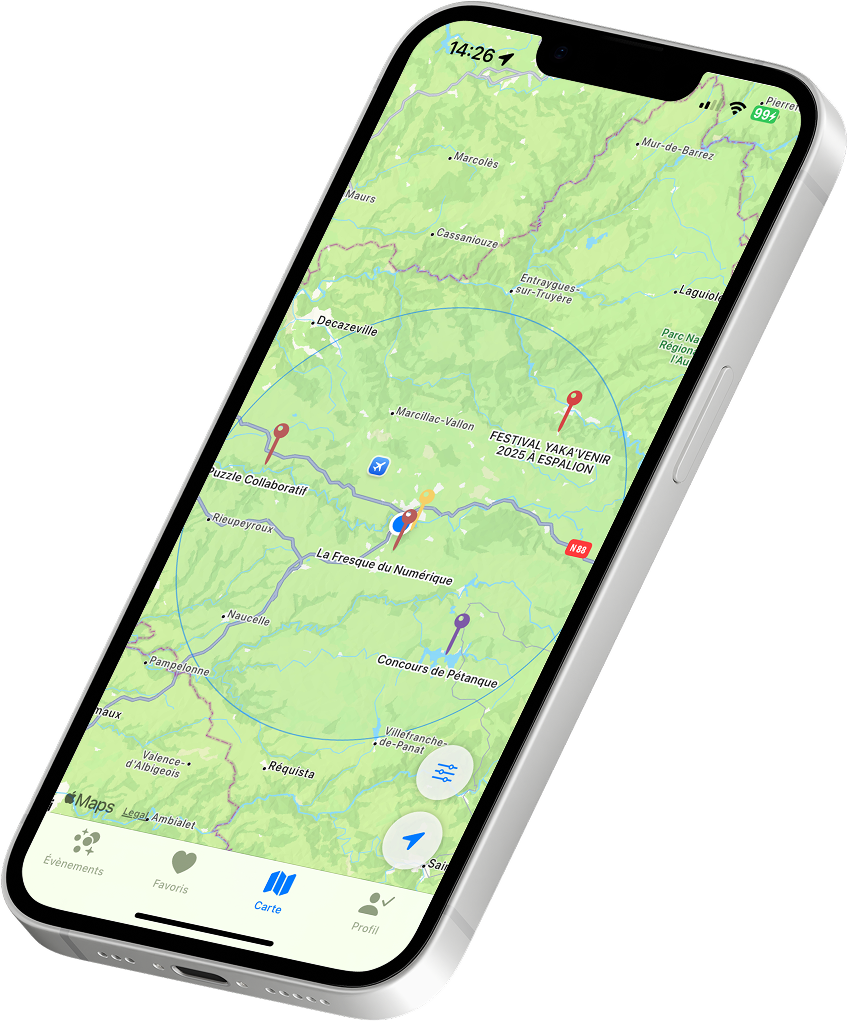 14:26
99
Pierref
Mur-de-Barrez
Marcolès
Maurs
Cassaniouze
Entraygues-
sur-Truyère
Laguiole
Decazeville
Parc Na
Région
l'Au
Marcillac-Vallon
FESTIVAL YAKA'VENIR
2025 À ESPALION
Puzzle Collaboratif
Rieupeyroux
N88
La Fresque du Numérique
Naucelle
Concours de Pétanque
Pampelonne
maux
Villefranche-
de-Panat
Valence-
d'Albigeois
Réquista
Maps
Legal
Ambialet
Sain
Évènements
Favoris
Carte
Profil